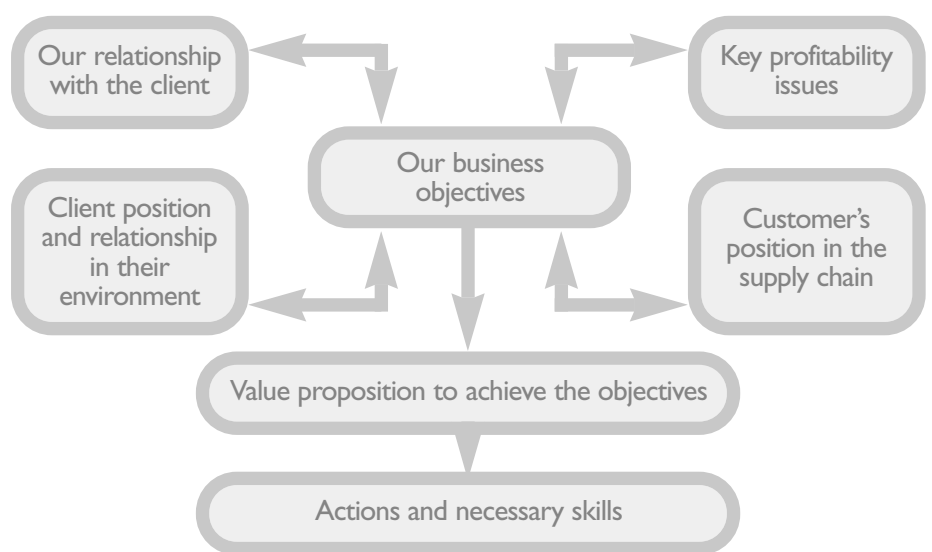 Our relationship
with the client
Key profitability
issues
Our business
objectives
Client position
and relationship
in their
environment
Customer’s
position in the
supply chain
Value proposition to achieve the objectives
Actions and necessary skills